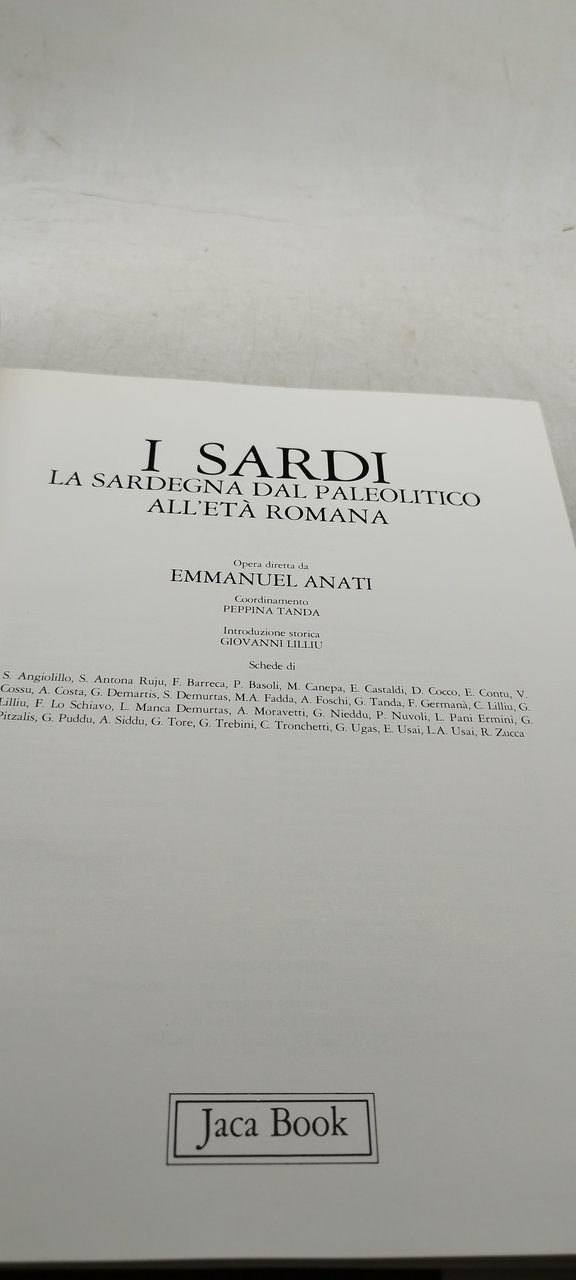 I SARDI
LA SARDEGNA DAL PALEOLITICO
ALL'ETÀ ROMANA
Opera diretta da
EMMANUEL ANATI
Coordinamento
PEPPINA TANDA
Introduzione storica
GIOVANNI LILLIU
Schede di
S. Angiolillo, S. Antona Ruju, F. Barreca, P. Basoli, M. Canepa, E. Castaldi, D. Cocco, E. Contu, V.
Cossu, A. Costa, G. Demartis, S. Demurtas, M.A. Fadda, A. Foschi, G. Tanda, F. Germanà, C. Lilliu, G.
Lilliu, F. Lo Schiavo, L. Manca Demurtas, A. Moravetti, G. Nieddu, P. Nuvoli, L. Pani Ermini, G.
Pitzalis, G. Puddu, A. Siddu, G. Tore, G. Trebini, C. Tronchetti, G. Ugas, E. Usai, L.A. Usai, R. Zucca
Jaca Book